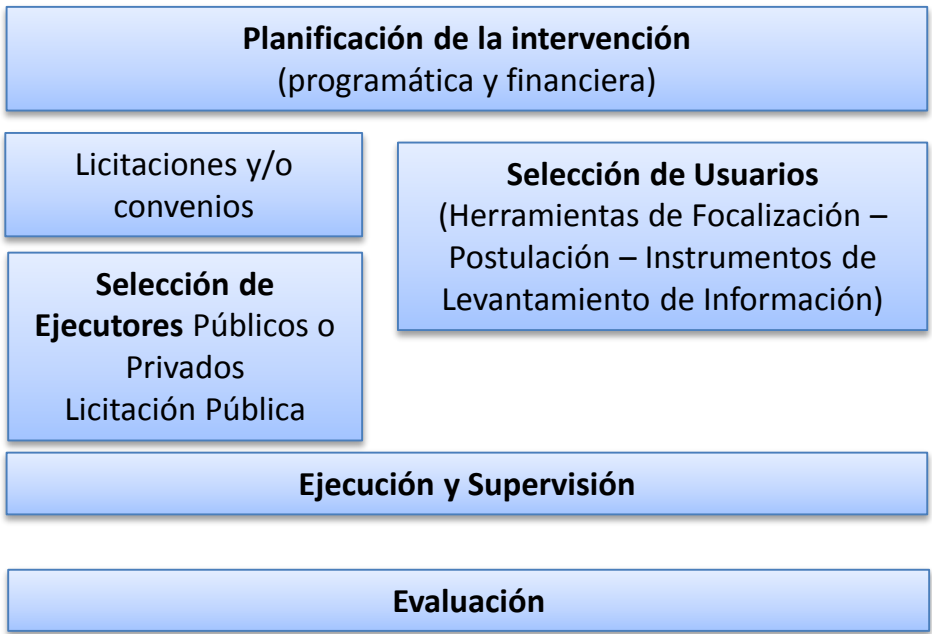 Planificación de la intervención
(programática y financiera)
Licitaciones y/o
convenios
Selección de
Ejecutores Públicos o
Privados
Licitación Pública
Selección de Usuarios
(Herramientas de Focalización –
Postulación – Instrumentos de
Levantamiento de Información)
Ejecución y Supervisión
Evaluación